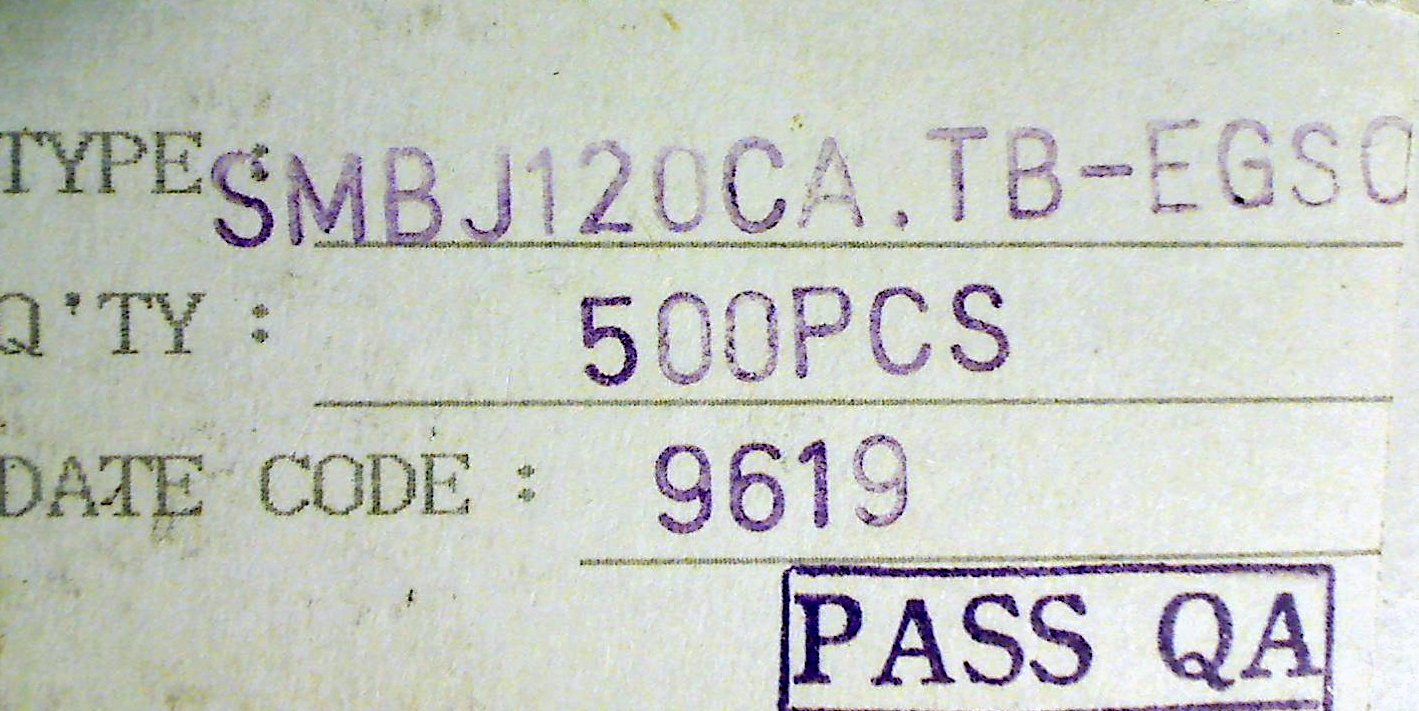 TYPE : SMBJ120CA.TB-EGSO
Q'TY : 500PCS
DATE CODE : 9619
PASS QA